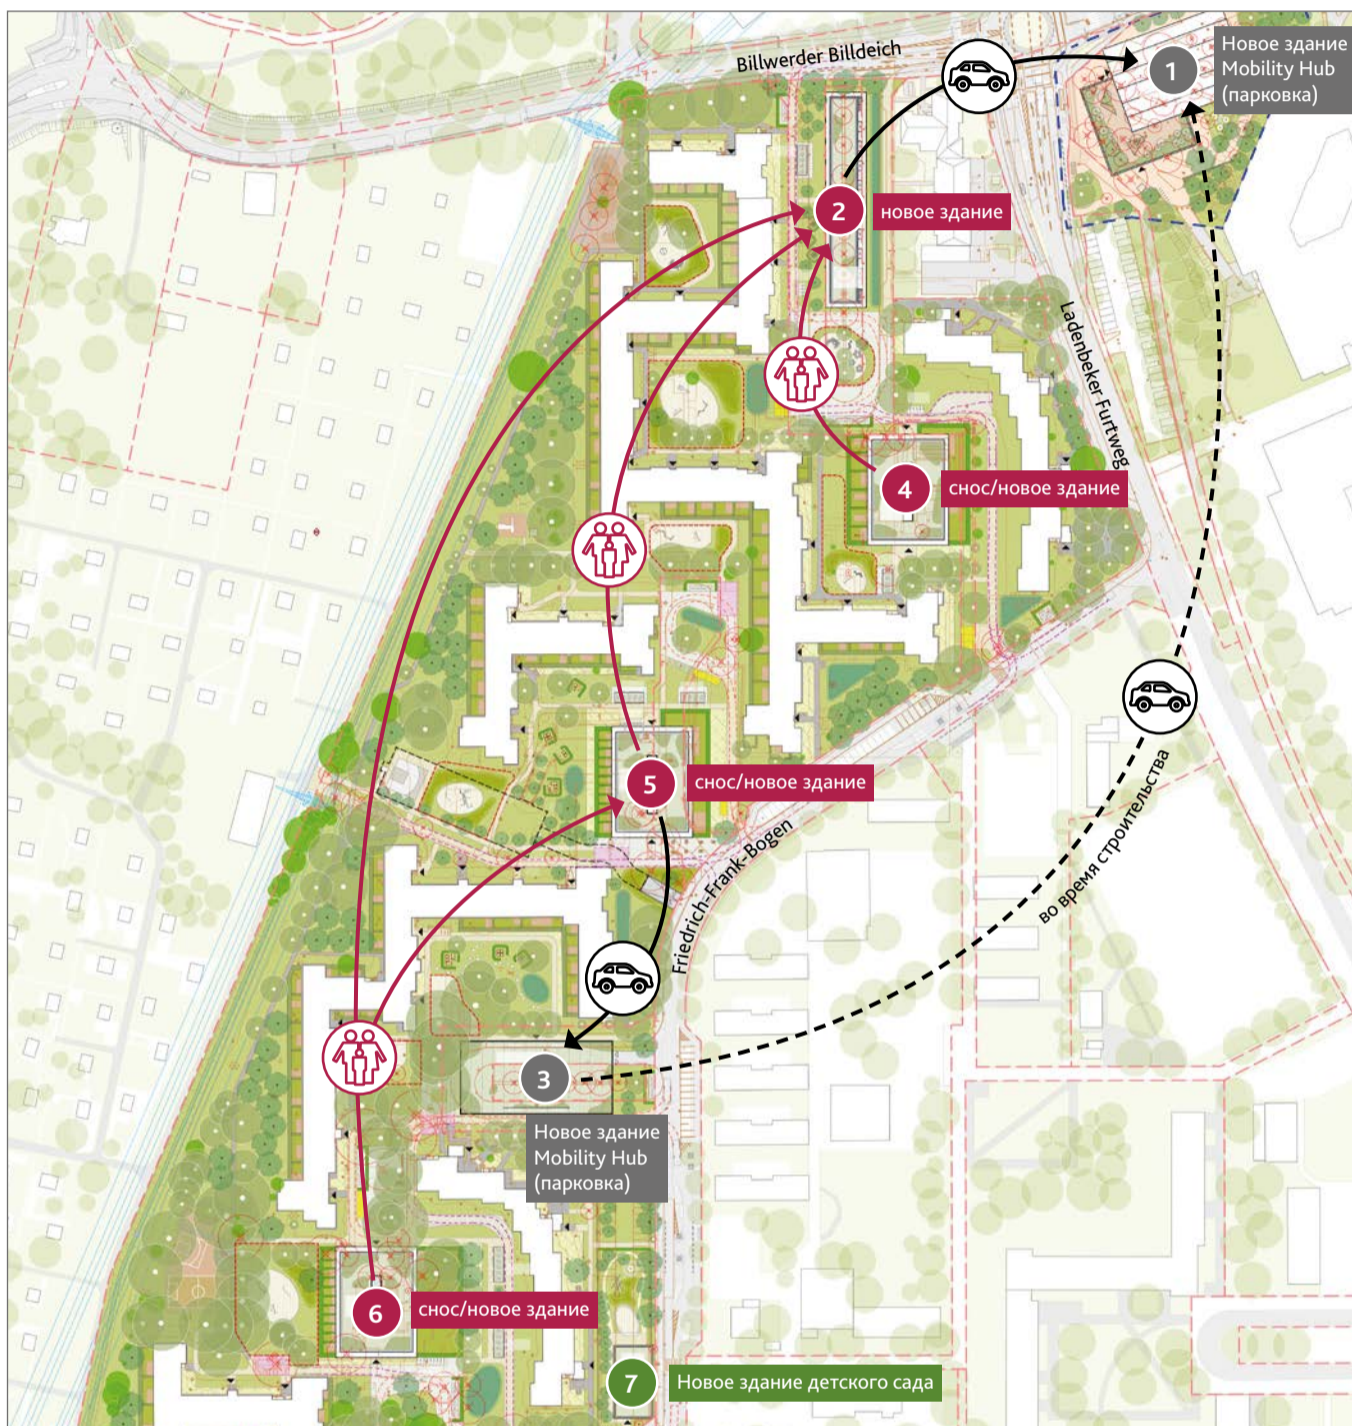 Billwerder Billdeich
1
Новое здание
Mobility Hub
(парковка)
2
новое здание
Ladenbeker Furtweg
4
снос/новое здание
5
снос/новое здание
Friedrich-Frank-Bogen
во время строительства
3
Новое здание
Mobility Hub
(парковка)
6
снос/новое здание
7
Новое здание детского сада